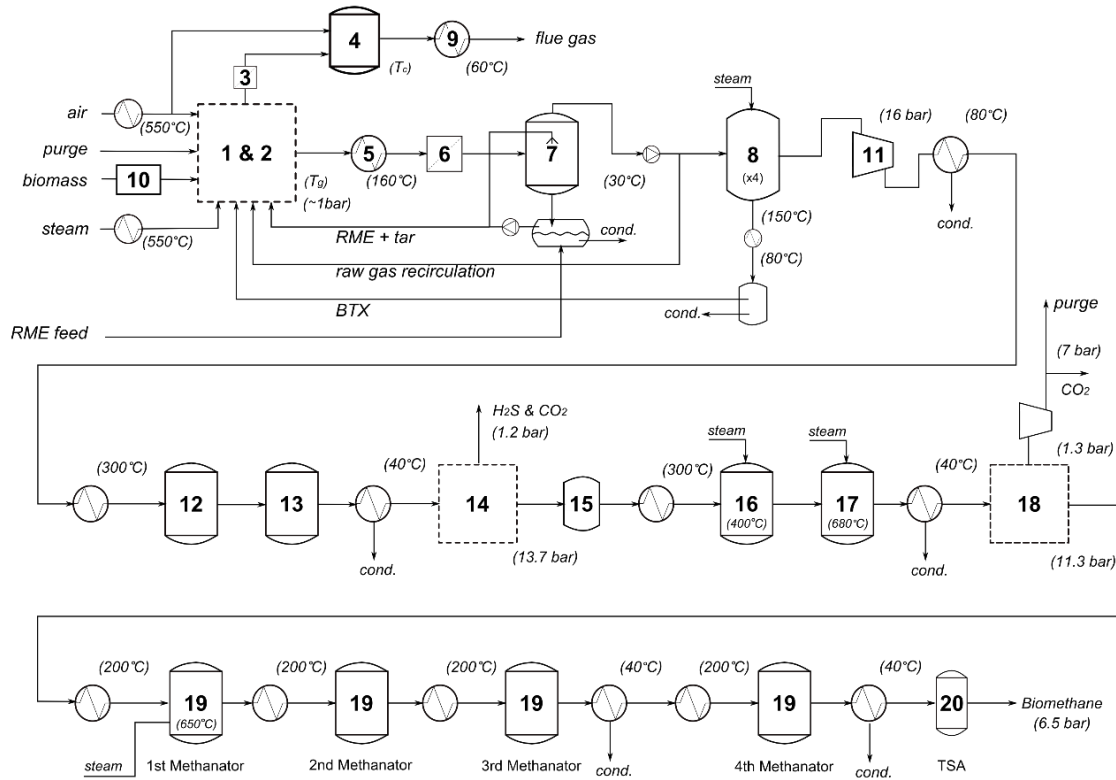 4
9
flue gas
(T꜀)
(60℃)
3
steam
(16 bar)
(80℃)
air
(550℃)
purge
1 & 2
5
6
7
8
(x4)
11
biomass
10
(T₉)
(~1bar)
(160℃)
(30℃)
(150℃)
cond.
steam
(550℃)
RME + tar
cond.
(80℃)
raw gas recirculation
BTX
cond.
RME feed
purge
(7 bar)
CO₂
H₂S & CO₂
(1.2 bar)
steam
steam
(300℃)
(40℃)
(300℃)
(40℃)
(1.3 bar)
12
13
14
15
16
(400℃)
17
(680℃)
18
(13.7 bar)
(11.3 bar)
cond.
cond.
(200℃)
(200℃)
(200℃)
(40℃)
(200℃)
(40℃)
19
(650℃)
19
19
19
20
Biomethane
(6.5 bar)
steam
1st Methanator
2nd Methanator
3rd Methanator
cond.
4th Methanator
cond.
TSA